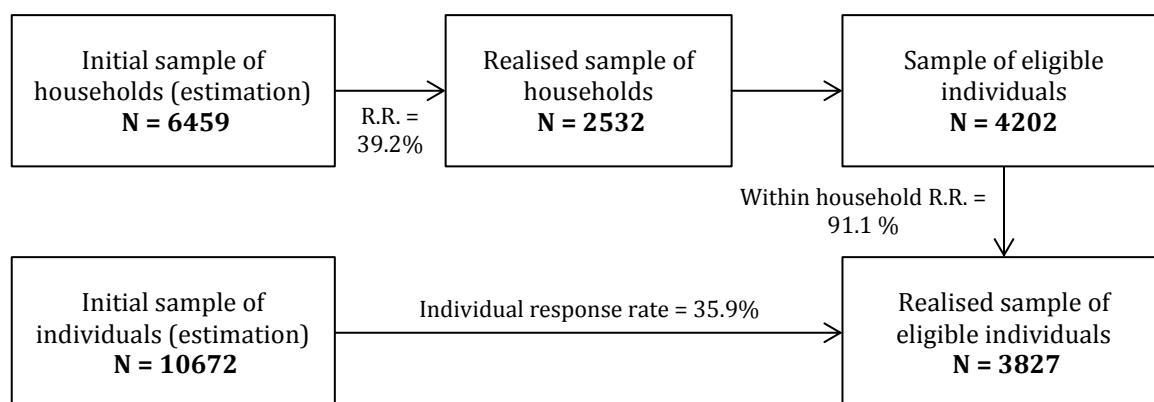 Initial sample of
households (estimation)
N = 6459
R.R. =
39.2%
Realised sample of
households
N = 2532
Sample of eligible
individuals
N = 4202
Within household R.R. =
91.1 %
Initial sample of
individuals (estimation)
N = 10672
Individual response rate = 35.9%
Realised sample of
eligible individuals
N = 3827